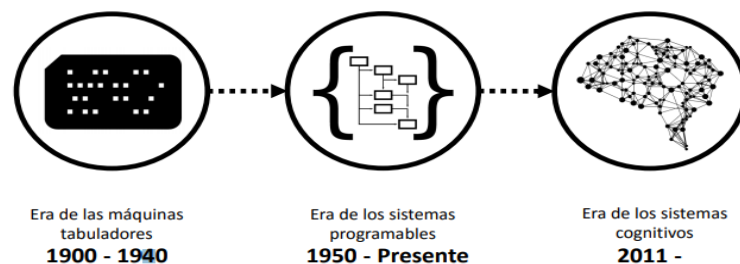 Era de las máquinas
tabuladores
1900 - 1940
Era de los sistemas
programables
1950 - Presente
Era de los sistemas
cognitivos
2011 -